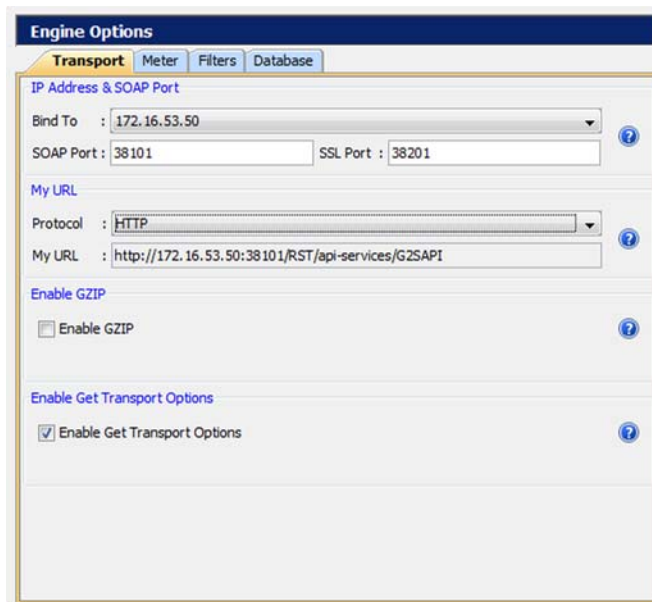 Engine Options
Transport Meter Filters Database
IP Address & SOAP Port
Bind To : 172.16.53.50
SOAP Port : 38101 SSL Port : 38201
My URL
Protocol : HTTP
My URL : http://172.16.53.50:38101/RST/api-services/G2SAPI
Enable GZIP
Enable GZIP
Enable Get Transport Options
Enable Get Transport Options